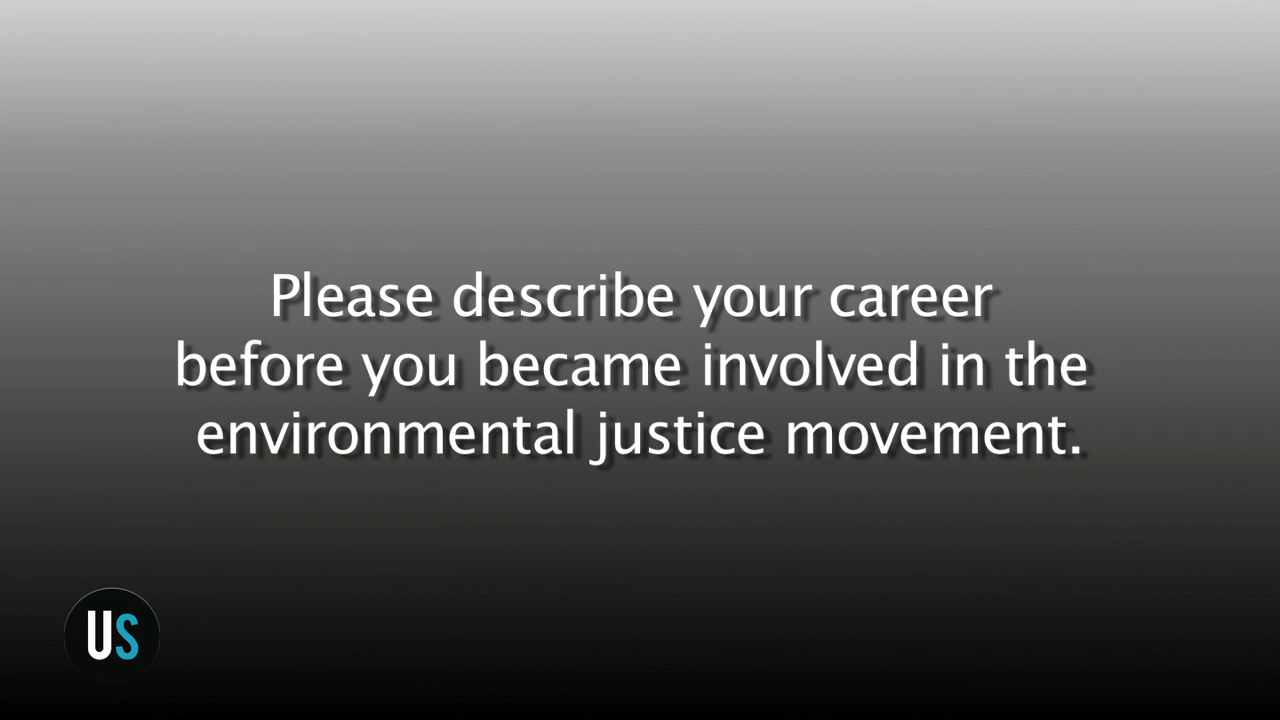 Please describe your career
before you became involved in the
environmental justice movement.
US